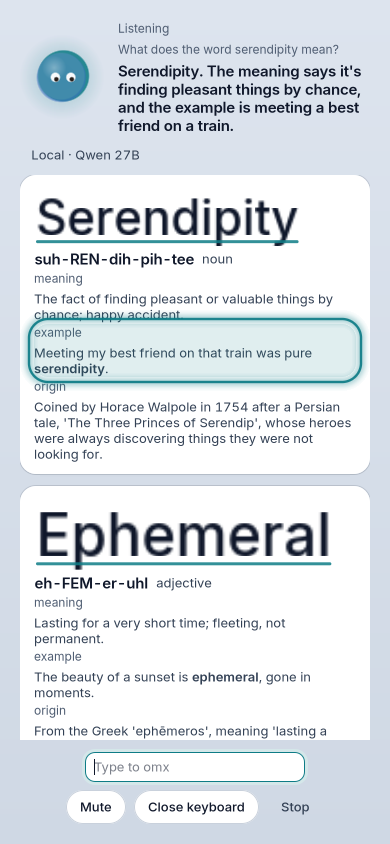 Listening
What does the word serendipity mean?
Serendipity. The meaning says it's
finding pleasant things by chance,
and the example is meeting a best
friend on a train.
Local · Qwen 27B
Serendipity
suh-REN-dih-pih-tee noun
meaning
The fact of finding pleasant or valuable things by
chance; happy accident.
example
Meeting my best friend on that train was pure
serendipity.
origin
Coined by Horace Walpole in 1754 after a Persian
tale, 'The Three Princes of Serendip', whose heroes
were always discovering things they were not
looking for.
Ephemeral
eh-FEM-er-uhl adjective
meaning
Lasting for a very short time; fleeting, not
permanent.
example
The beauty of a sunset is ephemeral, gone in
moments.
origin
From the Greek 'ephēmeros', meaning 'lasting a
Type to omx
Mute Close keyboard Stop